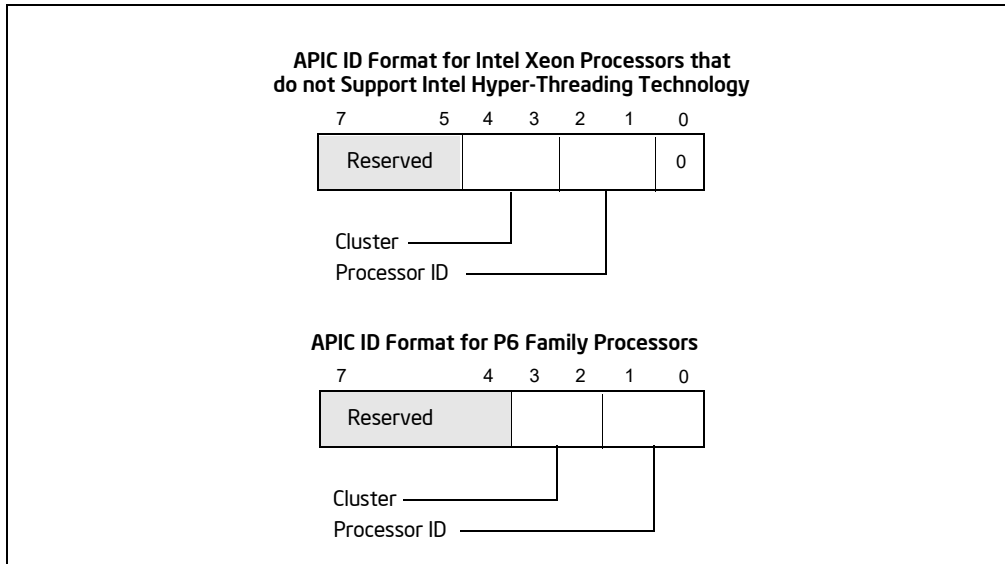 APIC ID Format for Intel Xeon Processors that
do not Support Intel Hyper-Threading Technology
7 5 4 3 2 1 0
Reserved 0
Cluster
Processor ID
APIC ID Format for P6 Family Processors
7 4 3 2 1 0
Reserved
Cluster
Processor ID